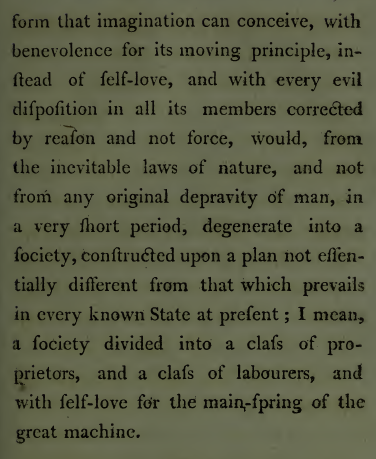 form that imagination can conceive, with
benevolence for its moving principle, in-
ſtead of ſelf-love, and with every evil
diſpoſition in all its members corrected
by reaſon and not force, would, from
the inevitable laws of nature, and not
from any original depravity of man, in
a very ſhort period, degenerate into a
ſociety, conſtructed upon a plan not eſſen-
tially different from that which prevails
in every known State at preſent ; I mean,
a ſociety divided into a claſs of pro-
prietors, and a claſs of labourers, and
with ſelf-love for the main-ſpring of the
great machine.